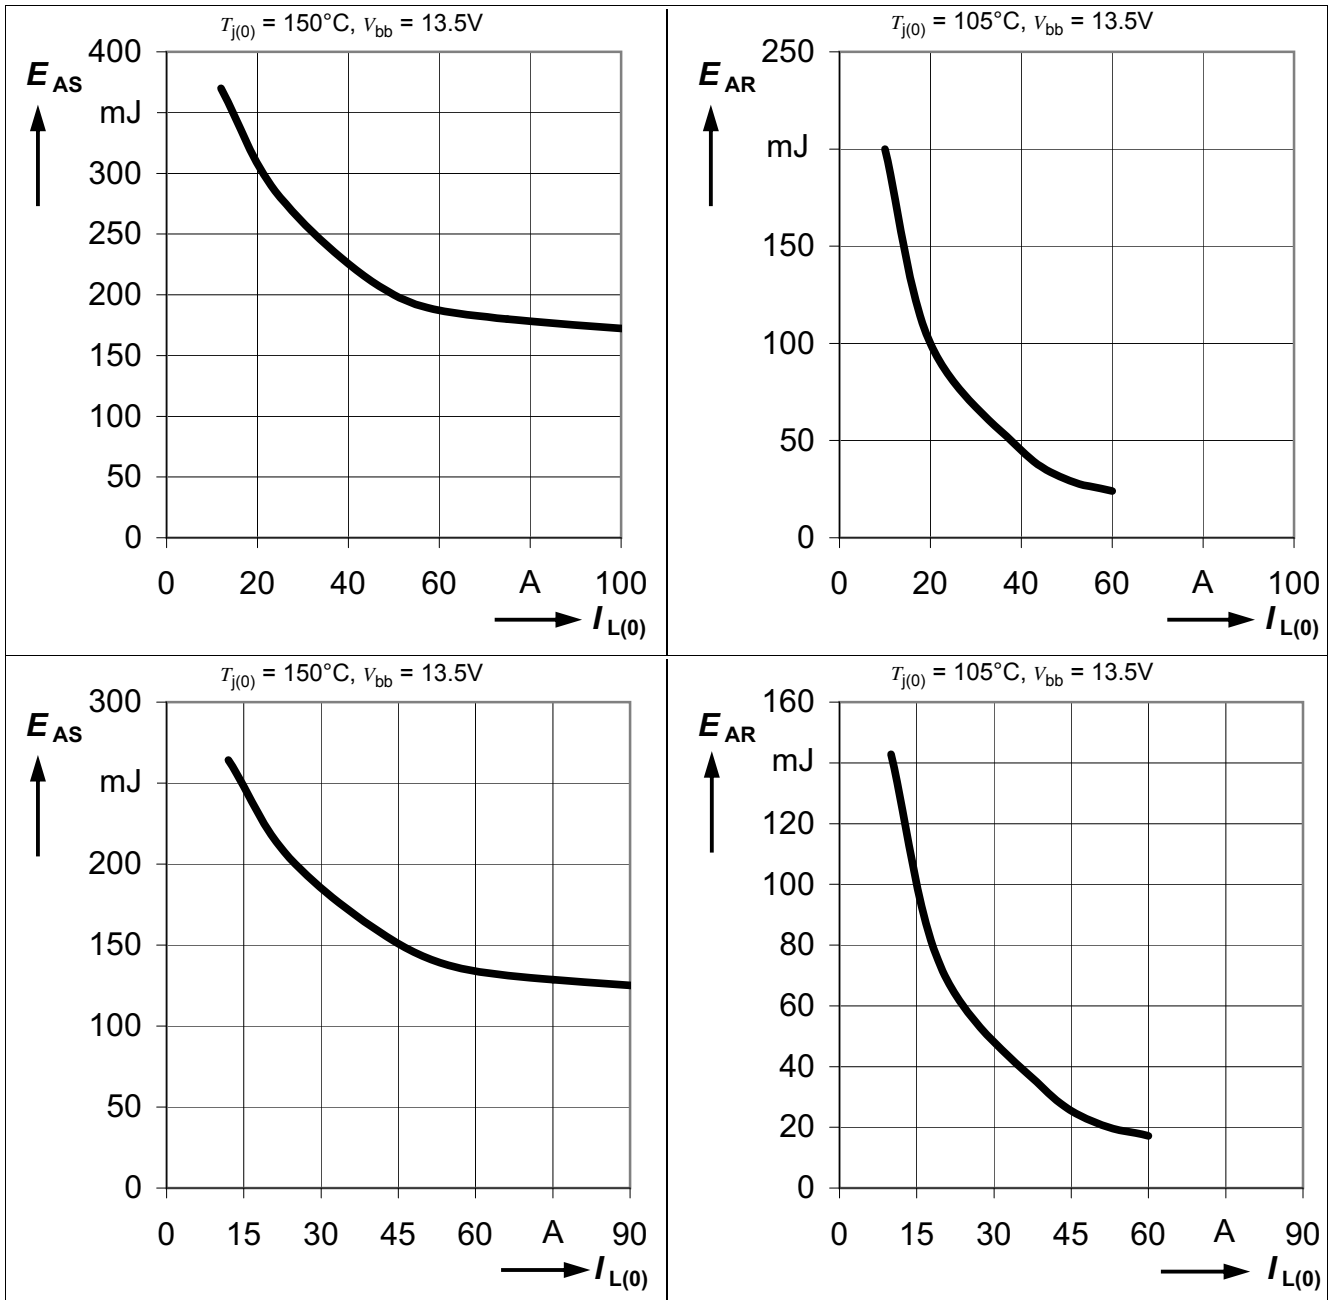 Tj(0) = 150°C, Vbb = 13.5V
EAS
400
mJ
300
250
200
150
100
50
0
0 20 40 60 A 100
IL(0)
Tj(0) = 105°C, Vbb = 13.5V
EAR
250
mJ
150
100
50
0
0 20 40 60 A 100
IL(0)
Tj(0) = 150°C, Vbb = 13.5V
EAS
300
mJ
200
150
100
50
0
0 15 30 45 60 A 90
IL(0)
Tj(0) = 105°C, Vbb = 13.5V
EAR
160
mJ
120
100
80
60
40
20
0
0 15 30 45 60 A 90
IL(0)